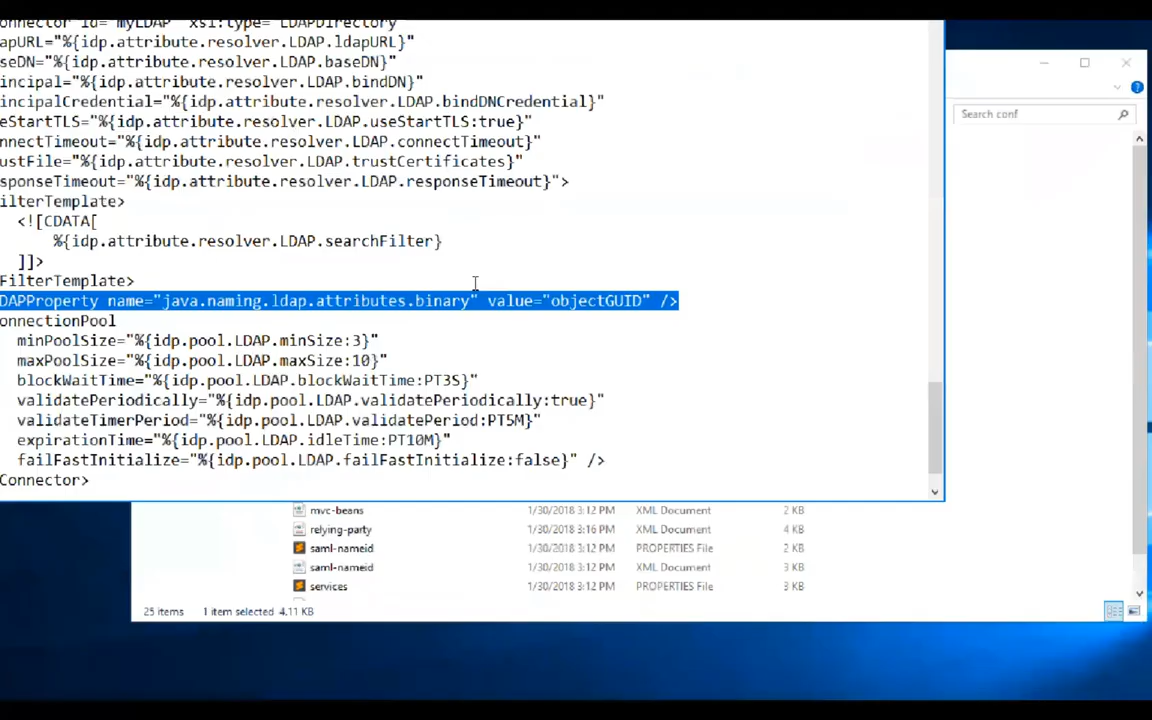 onnector id="myLDAP" xsi:type="LDAPDirectory
apURL="%{idp.attribute.resolver.LDAP.ldapURL}"
seDN="%{idp.attribute.resolver.LDAP.baseDN}"
incipal="%{idp.attribute.resolver.LDAP.bindDN}"
incipalCredential="%{idp.attribute.resolver.LDAP.bindDNCredential}"
eStartTLS="%{idp.attribute.resolver.LDAP.useStartTLS:true}"
nnectTimeout="%{idp.attribute.resolver.LDAP.connectTimeout}"
ustFile="%{idp.attribute.resolver.LDAP.trustCertificates}"
sponseTimeout="%{idp.attribute.resolver.LDAP.responseTimeout}">
ilterTemplate>
<![CDATA[
%{idp.attribute.resolver.LDAP.searchFilter}
]]>
FilterTemplate>
DAPProperty name="java.naming.ldap.attributes.binary" value="objectGUID" />
onnectionPool
minPoolSize="%{idp.pool.LDAP.minSize:3}"
maxPoolSize="%{idp.pool.LDAP.maxSize:10}"
blockWaitTime="%{idp.pool.LDAP.blockWaitTime:PT3S}"
validatePeriodically="%{idp.pool.LDAP.validatePeriodically:true}"
validateTimerPeriod="%{idp.pool.LDAP.validatePeriod:PT5M}"
expirationTime="%{idp.pool.LDAP.idleTime:PT10M}"
failFastInitialize="%{idp.pool.LDAP.failFastInitialize:false}" />
Connector>
Search conf
mvc-beans 1/30/2018 3:12 PM XML Document 2 KB
relying-party 1/30/2018 3:16 PM XML Document 4 KB
saml-nameid 1/30/2018 3:12 PM PROPERTIES File 2 KB
saml-nameid 1/30/2018 3:12 PM XML Document 3 KB
services 1/30/2018 3:12 PM PROPERTIES File 3 KB
25 items 1 item selected 4.11 KB